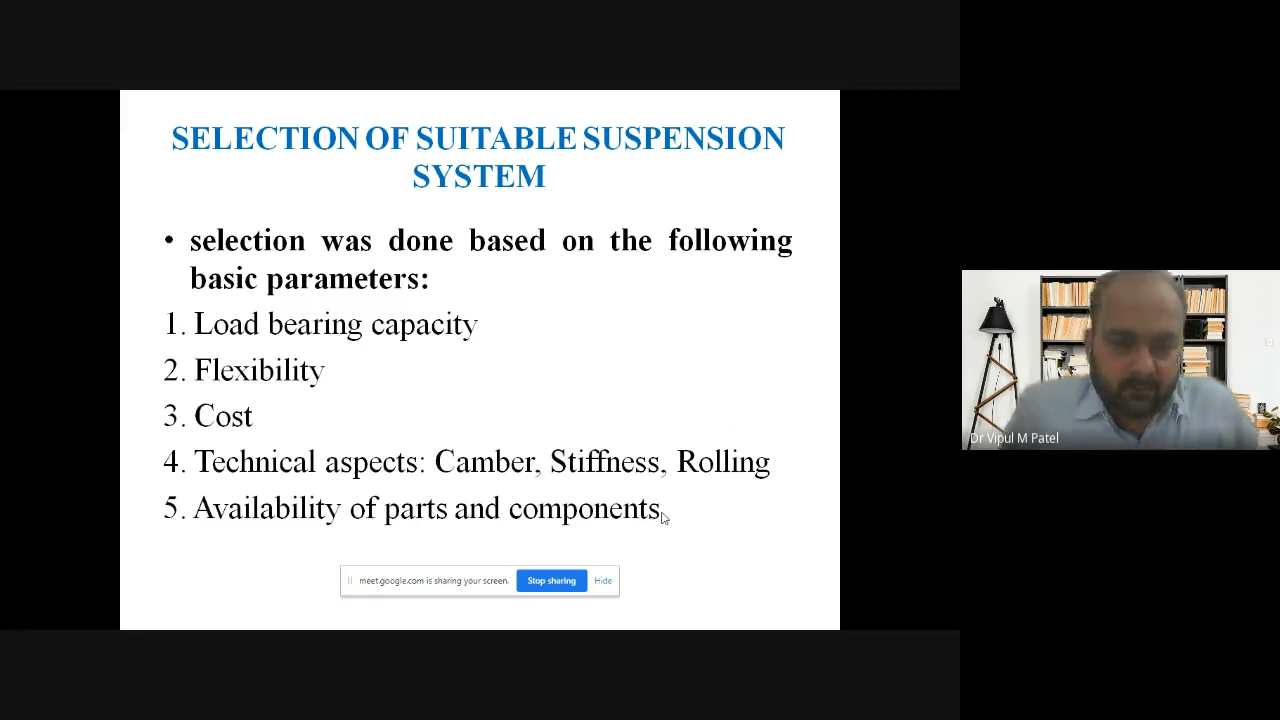 SELECTION OF SUITABLE SUSPENSION
SYSTEM
• selection was done based on the following
basic parameters:
1. Load bearing capacity
2. Flexibility
3. Cost
4. Technical aspects: Camber, Stiffness, Rolling
5. Availability of parts and components
meet.google.com is sharing your screen. Stop sharing Hide
Dr Vipul M Patel